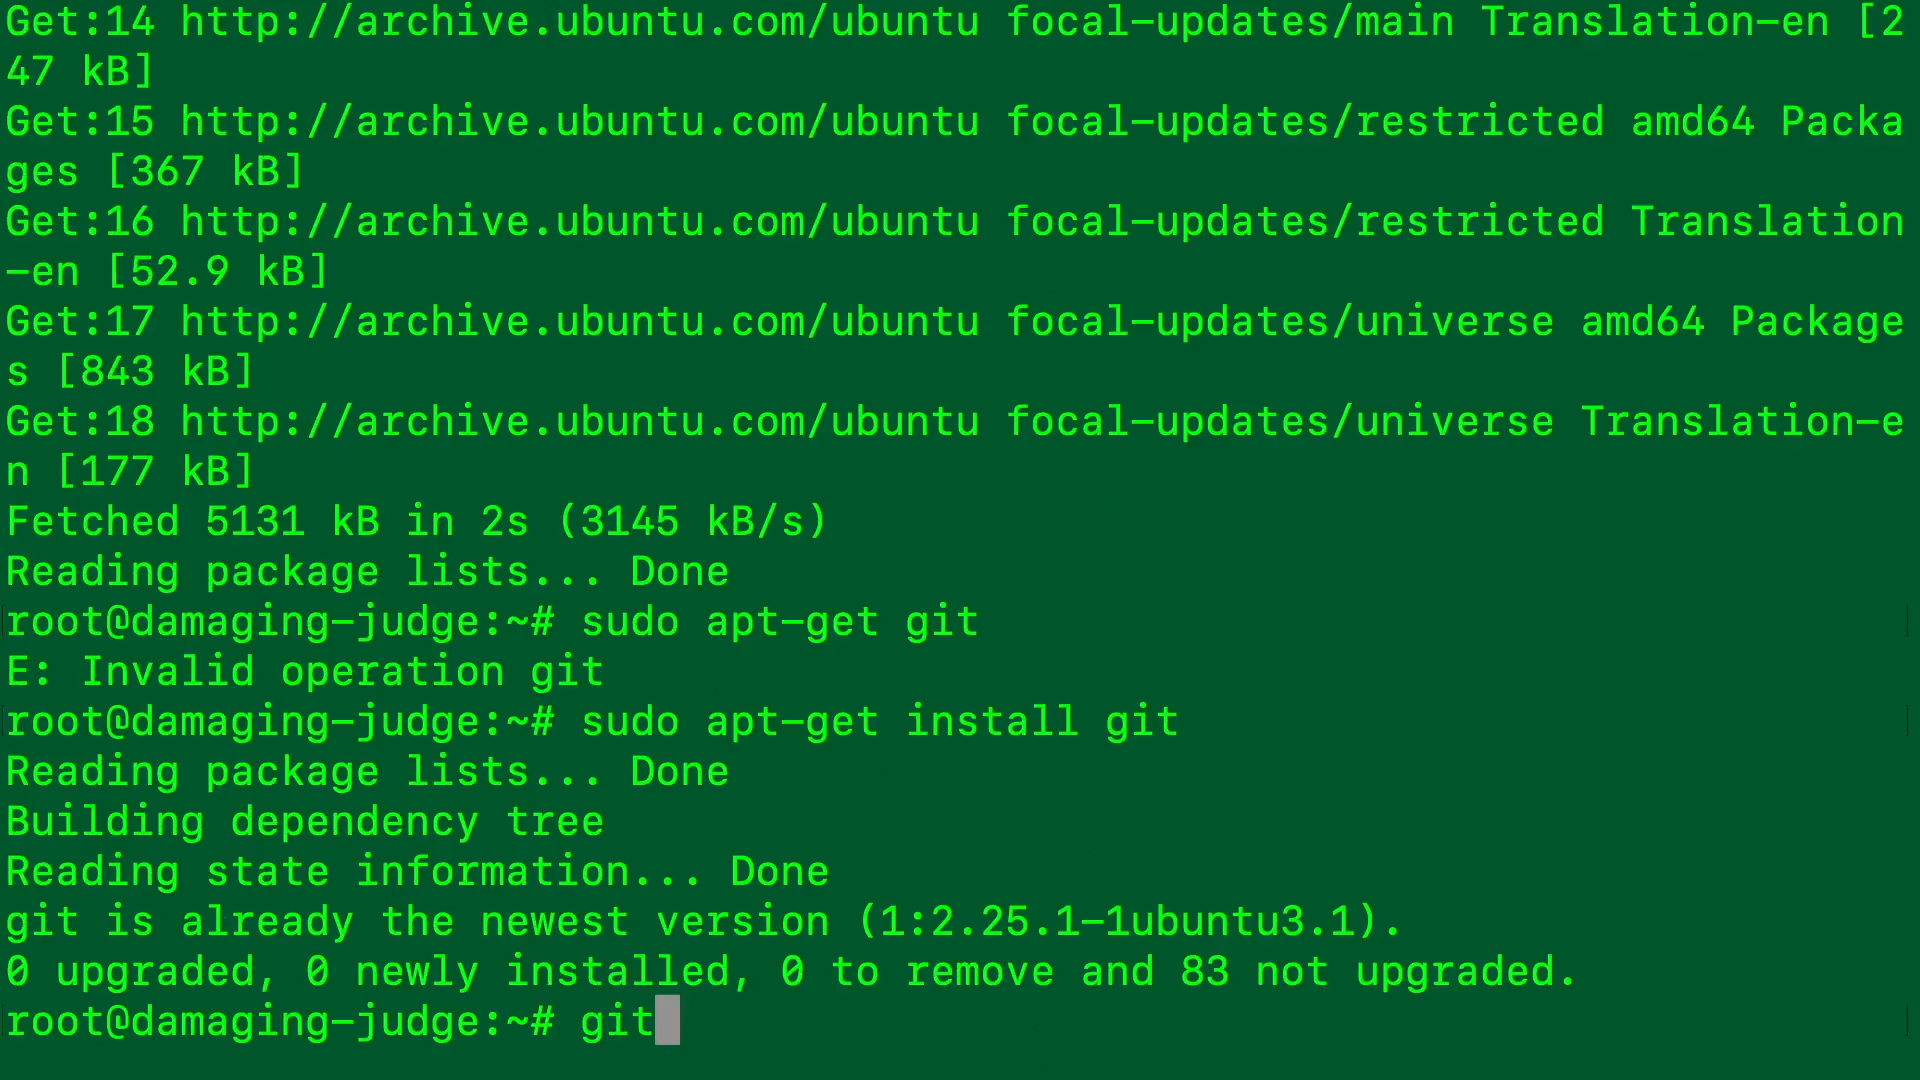 Get:14 http://archive.ubuntu.com/ubuntu focal-updates/main Translation-en [2
47 kB]
Get:15 http://archive.ubuntu.com/ubuntu focal-updates/restricted amd64 Packa
ges [367 kB]
Get:16 http://archive.ubuntu.com/ubuntu focal-updates/restricted Translation
-en [52.9 kB]
Get:17 http://archive.ubuntu.com/ubuntu focal-updates/universe amd64 Package
s [843 kB]
Get:18 http://archive.ubuntu.com/ubuntu focal-updates/universe Translation-e
n [177 kB]
Fetched 5131 kB in 2s (3145 kB/s)
Reading package lists... Done
root@damaging-judge:~# sudo apt-get git
E: Invalid operation git
root@damaging-judge:~# sudo apt-get install git
Reading package lists... Done
Building dependency tree
Reading state information... Done
git is already the newest version (1:2.25.1-1ubuntu3.1).
0 upgraded, 0 newly installed, 0 to remove and 83 not upgraded.
root@damaging-judge:~# git